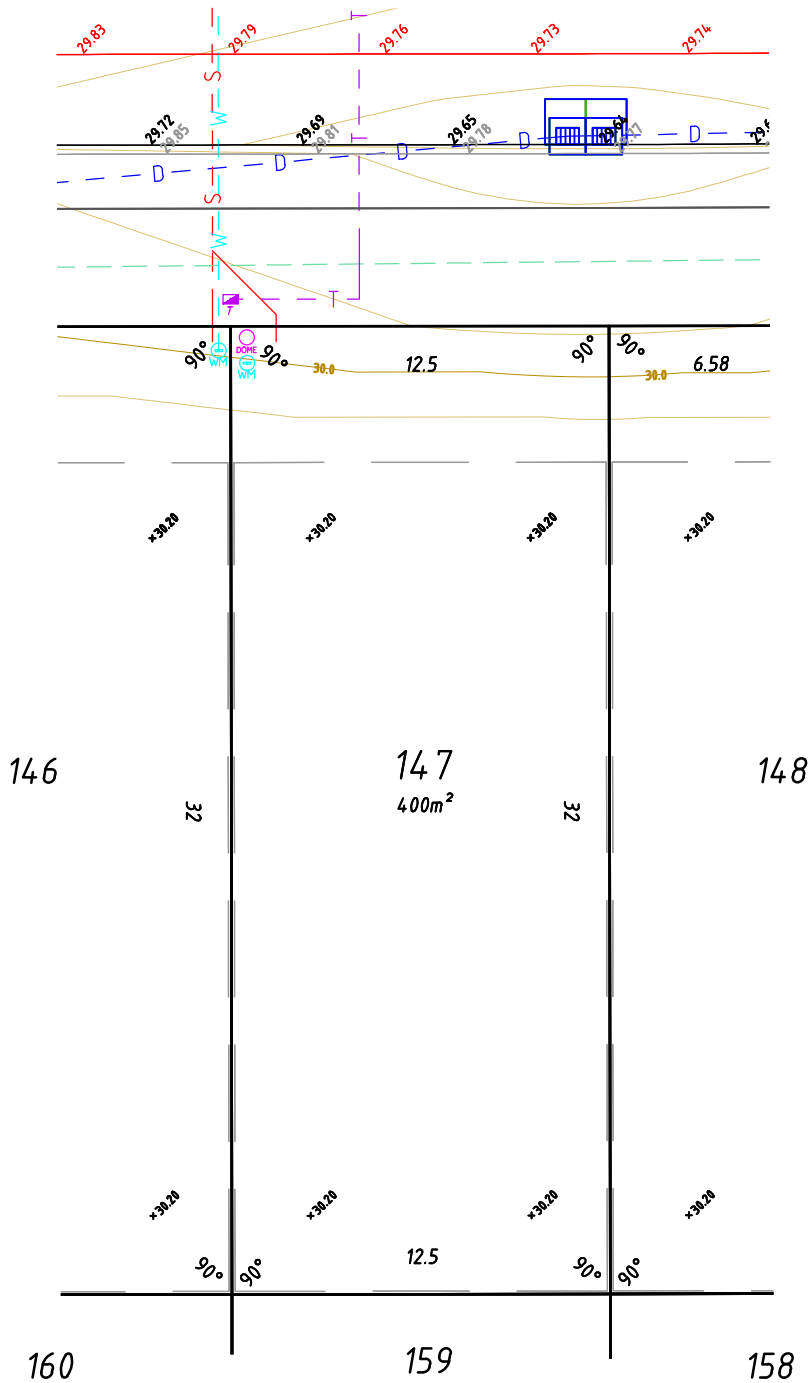 29.83 29.79 29.76 29.73 29.74
T
S
W
29.72 29.69 29.65 29.64
29.85 29.81 29.78
T
D D D D D
S
W
T
T
DOME
WM
WM
90° 90° 12.5 90° 90° 6.58
30.0 30.0
×30.20 ×30.20 ×30.20 ×30.20
146 147 148
400m²
32 32
×30.20 ×30.20 ×30.20 ×30.20
12.5
90° 90° 90° 90°
160 159 158